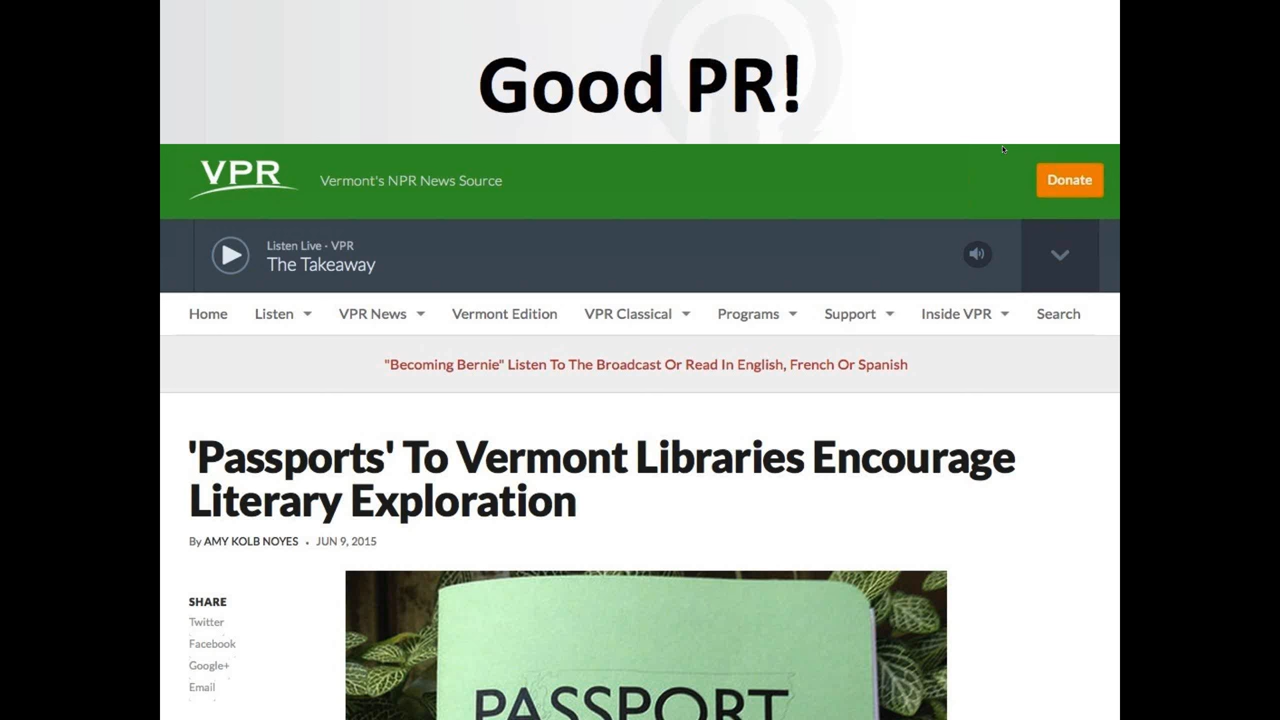 Good PR!
VPR
Vermont's NPR News Source
Donate
Listen Live - VPR
The Takeaway
Home Listen VPR News Vermont Edition VPR Classical Programs Support Inside VPR Search
"Becoming Bernie" Listen To The Broadcast Or Read In English, French Or Spanish
'Passports' To Vermont Libraries Encourage
Literary Exploration
By AMY KOLB NOYES • JUN 9, 2015
SHARE
Twitter
Facebook
Google+
Email
PASSPORT